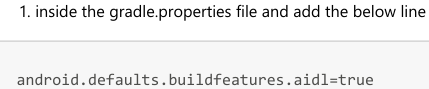 1. inside the gradle.properties file and add the below line
android.defaults.buildfeatures.aidl=true